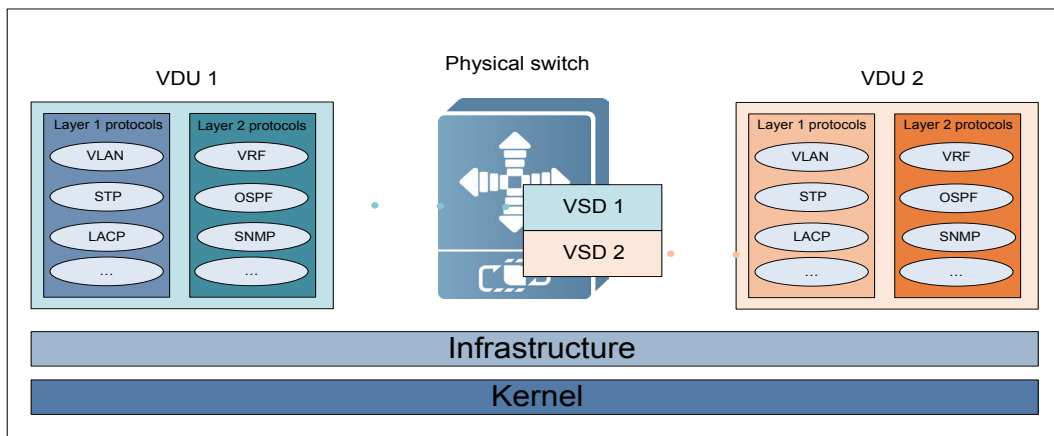 VDU 1
Layer 1 protocols
VLAN
STP
LACP
...
Layer 2 protocols
VRF
OSPF
SNMP
...
Physical switch
VSD 1
VSD 2
VDU 2
Layer 1 protocols
VLAN
STP
LACP
...
Layer 2 protocols
VRF
OSPF
SNMP
...
Infrastructure
Kernel